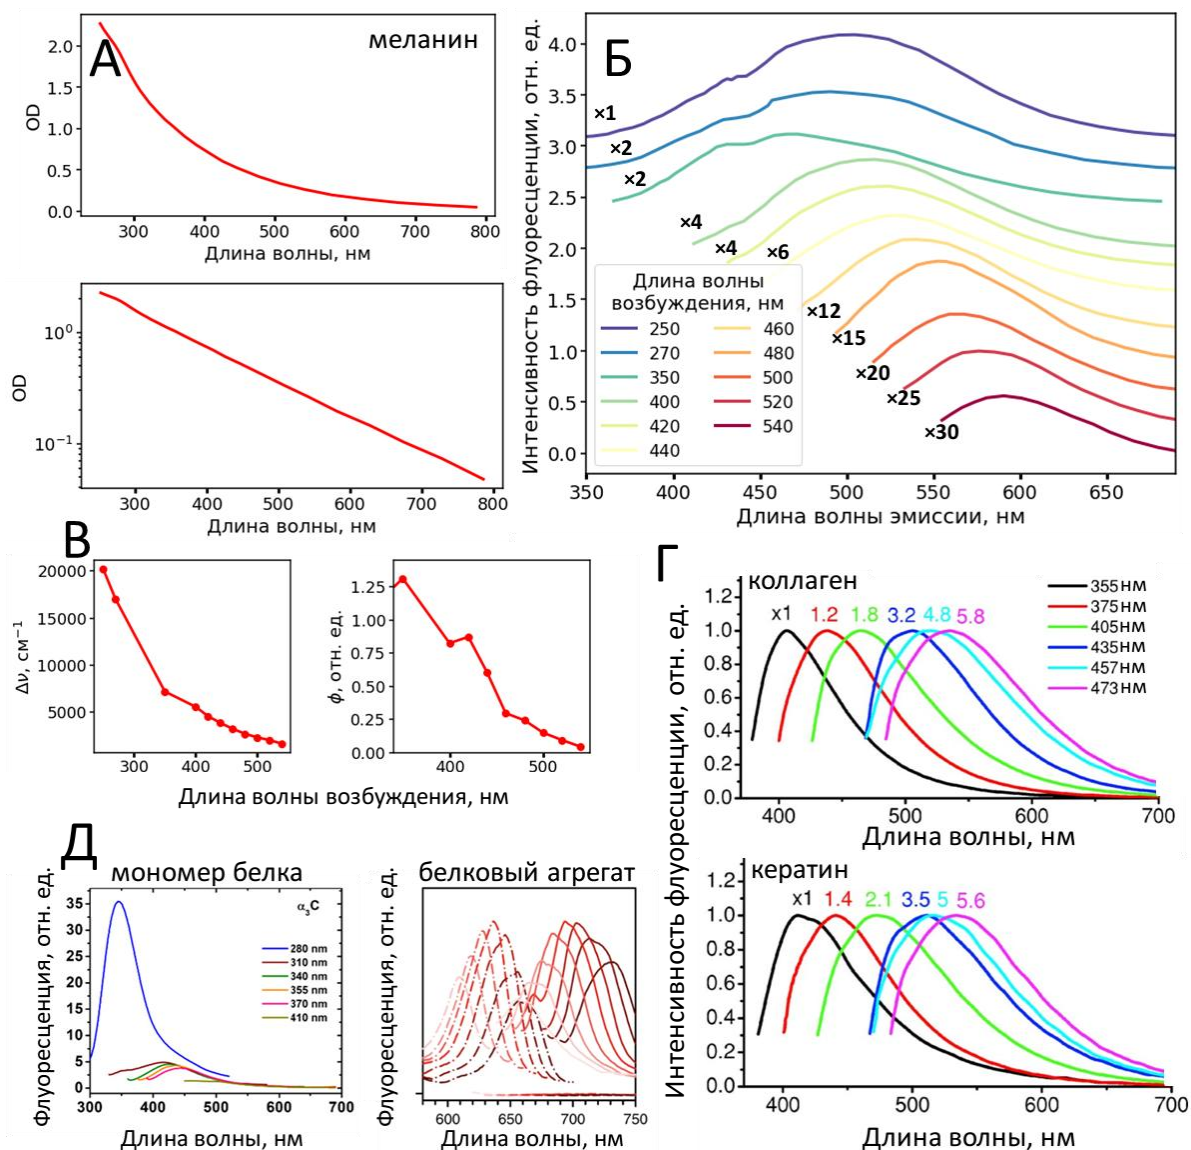 А
меланин
OD
2.0
1.5
1.0
0.5
0.0
300 400 500 600 700 800
Длина волны, нм
OD
10⁰
10⁻¹
300 400 500 600 700 800
Длина волны, нм
Б
Интенсивность флуоресценции, отн. ед.
4.0
3.5
3.0
2.5
2.0
1.5
1.0
0.5
0.0
×1
×2
×2
×4
×4
×6
×12
×15
×20
×25
×30
Длина волны
возбуждения, нм
250 460
270 480
350 500
400 520
420 540
440
350 400 450 500 550 600 650
Длина волны эмиссии, нм
В
Δν, см⁻¹
20000
15000
10000
5000
300 400 500
ϕ, отн. ед.
1.25
1.00
0.75
0.50
0.25
0.00
400 500
Длина волны возбуждения, нм
Г
Интенсивность флуоресценции, отн. ед.
коллаген
x1 1.2 1.8 3.2 4.8 5.8
355нм
375нм
405нм
435нм
457нм
473нм
1.2
1.0
0.8
0.6
0.4
0.2
0.0
400 500 600 700
Длина волны, нм
кератин
x1 1.4 2.1 3.5 5 5.6
1.2
1.0
0.8
0.6
0.4
0.2
0.0
400 500 600 700
Длина волны, нм
Д
мономер белка
Флуоресценция, отн. ед.
α₃C
280 nm
310 nm
340 nm
355 nm
370 nm
410 nm
35
30
25
20
15
10
5
0
300 400 500 600 700
Длина волны, нм
белковый агрегат
Флуоресценция, отн. ед.
600 650 700 750
Длина волны, нм